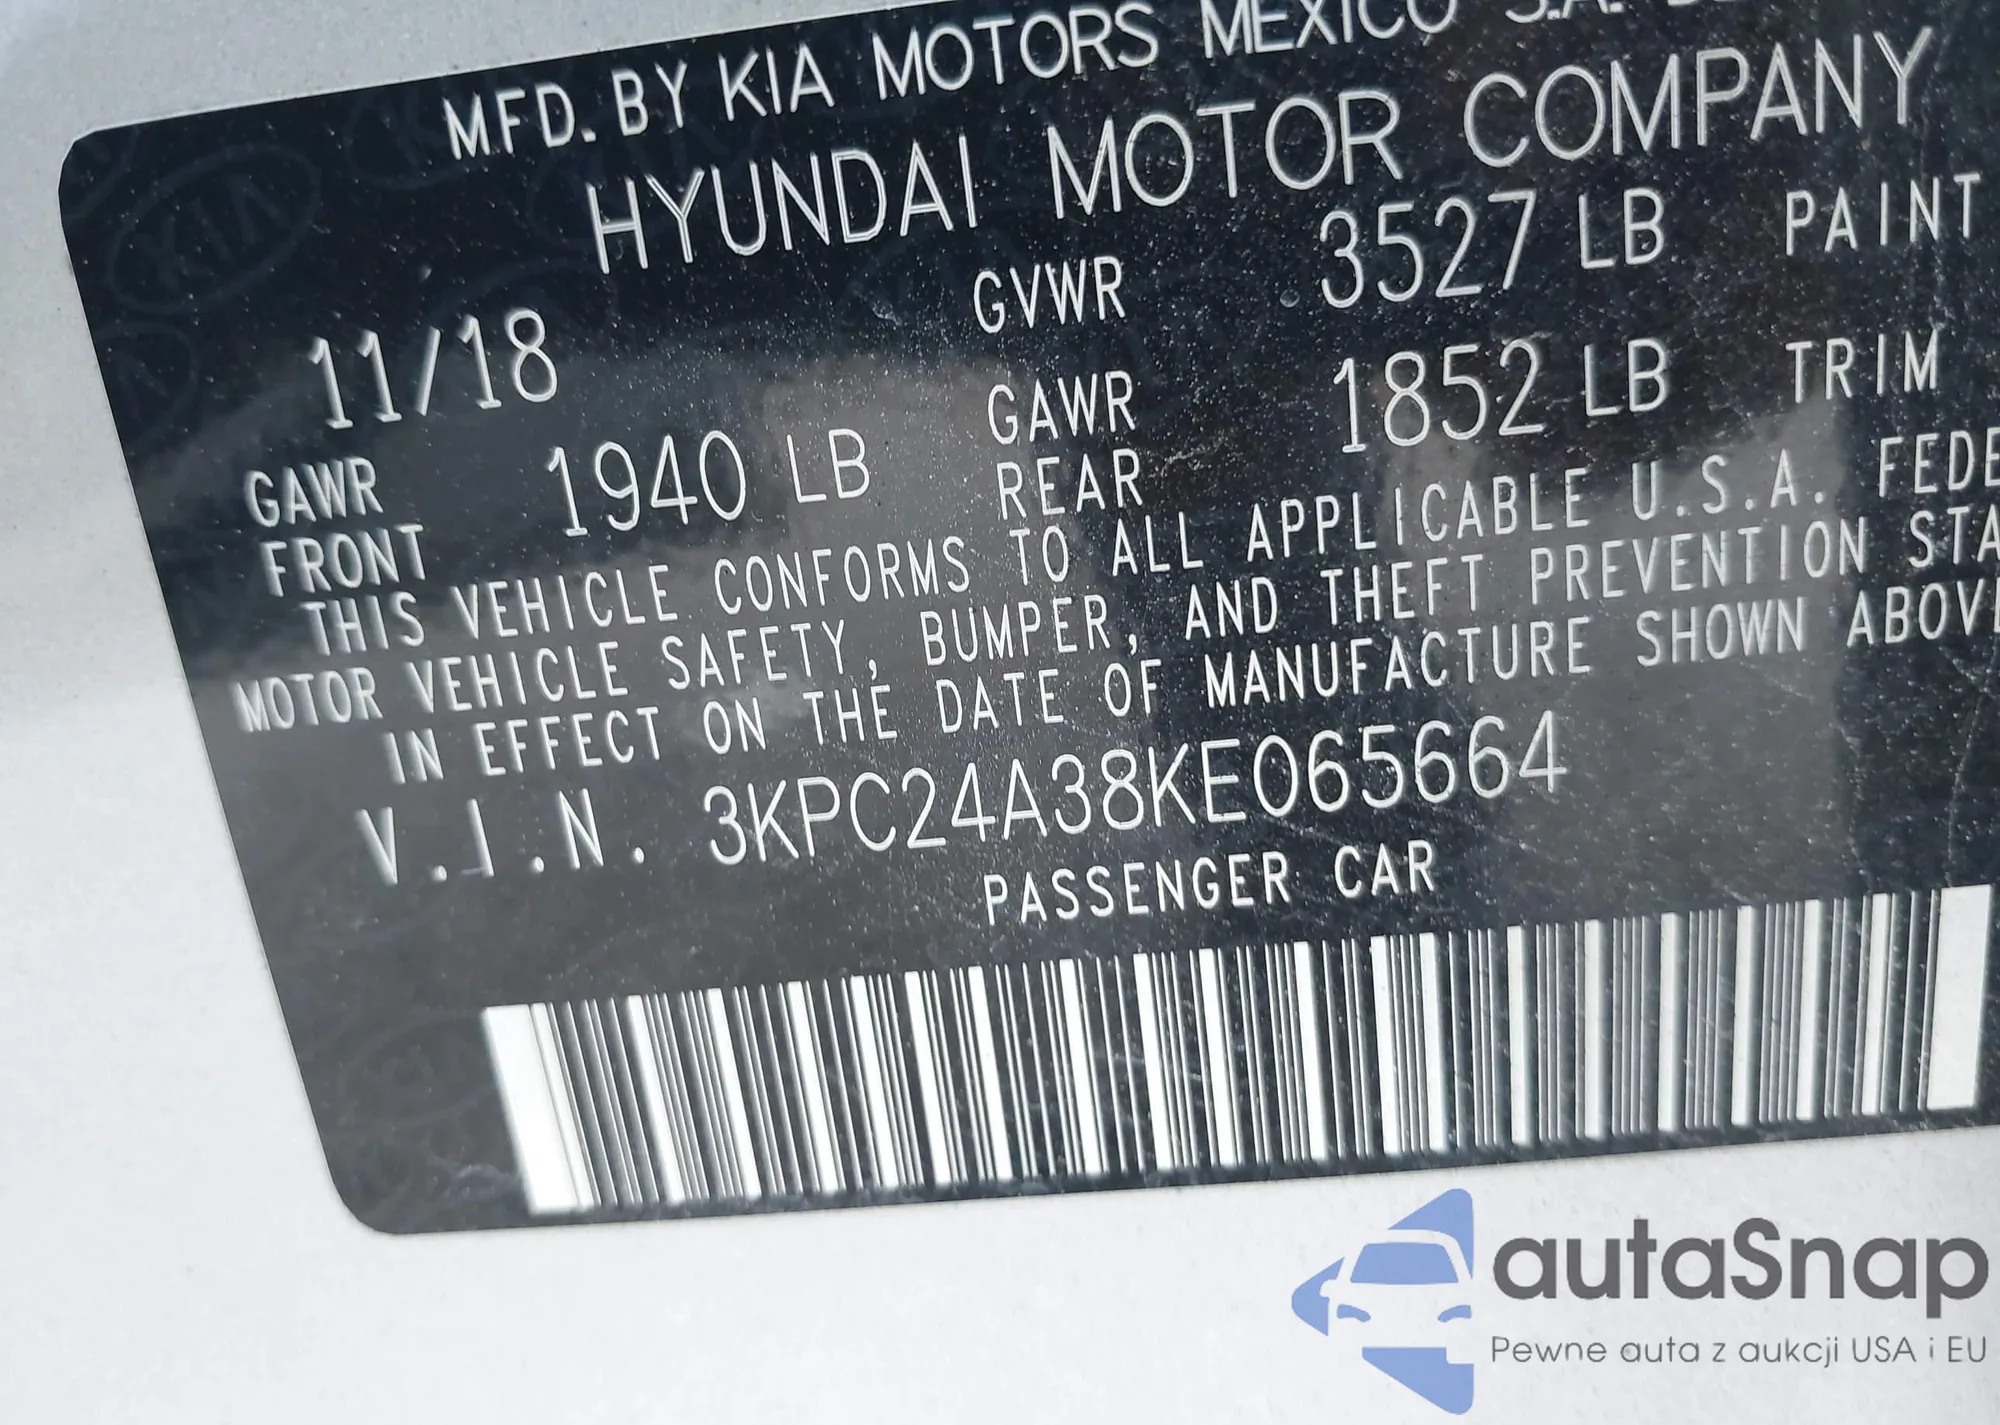 MFD. BY KIA MOTORS MEXICO S.A.
HYUNDAI MOTOR COMPANY
11/18 GVWR 3527 LB PAINT
GAWR FRONT 1940 LB GAWR REAR 1852 LB TRIM
THIS VEHICLE CONFORMS TO ALL APPLICABLE U.S.A. FEDE
MOTOR VEHICLE SAFETY, BUMPER, AND THEFT PREVENTION STA
IN EFFECT ON THE DATE OF MANUFACTURE SHOWN ABOVE
V.I.N. 3KPC24A38KE065664
PASSENGER CAR
autaSnap
Pewne auta z aukcji USA i EU